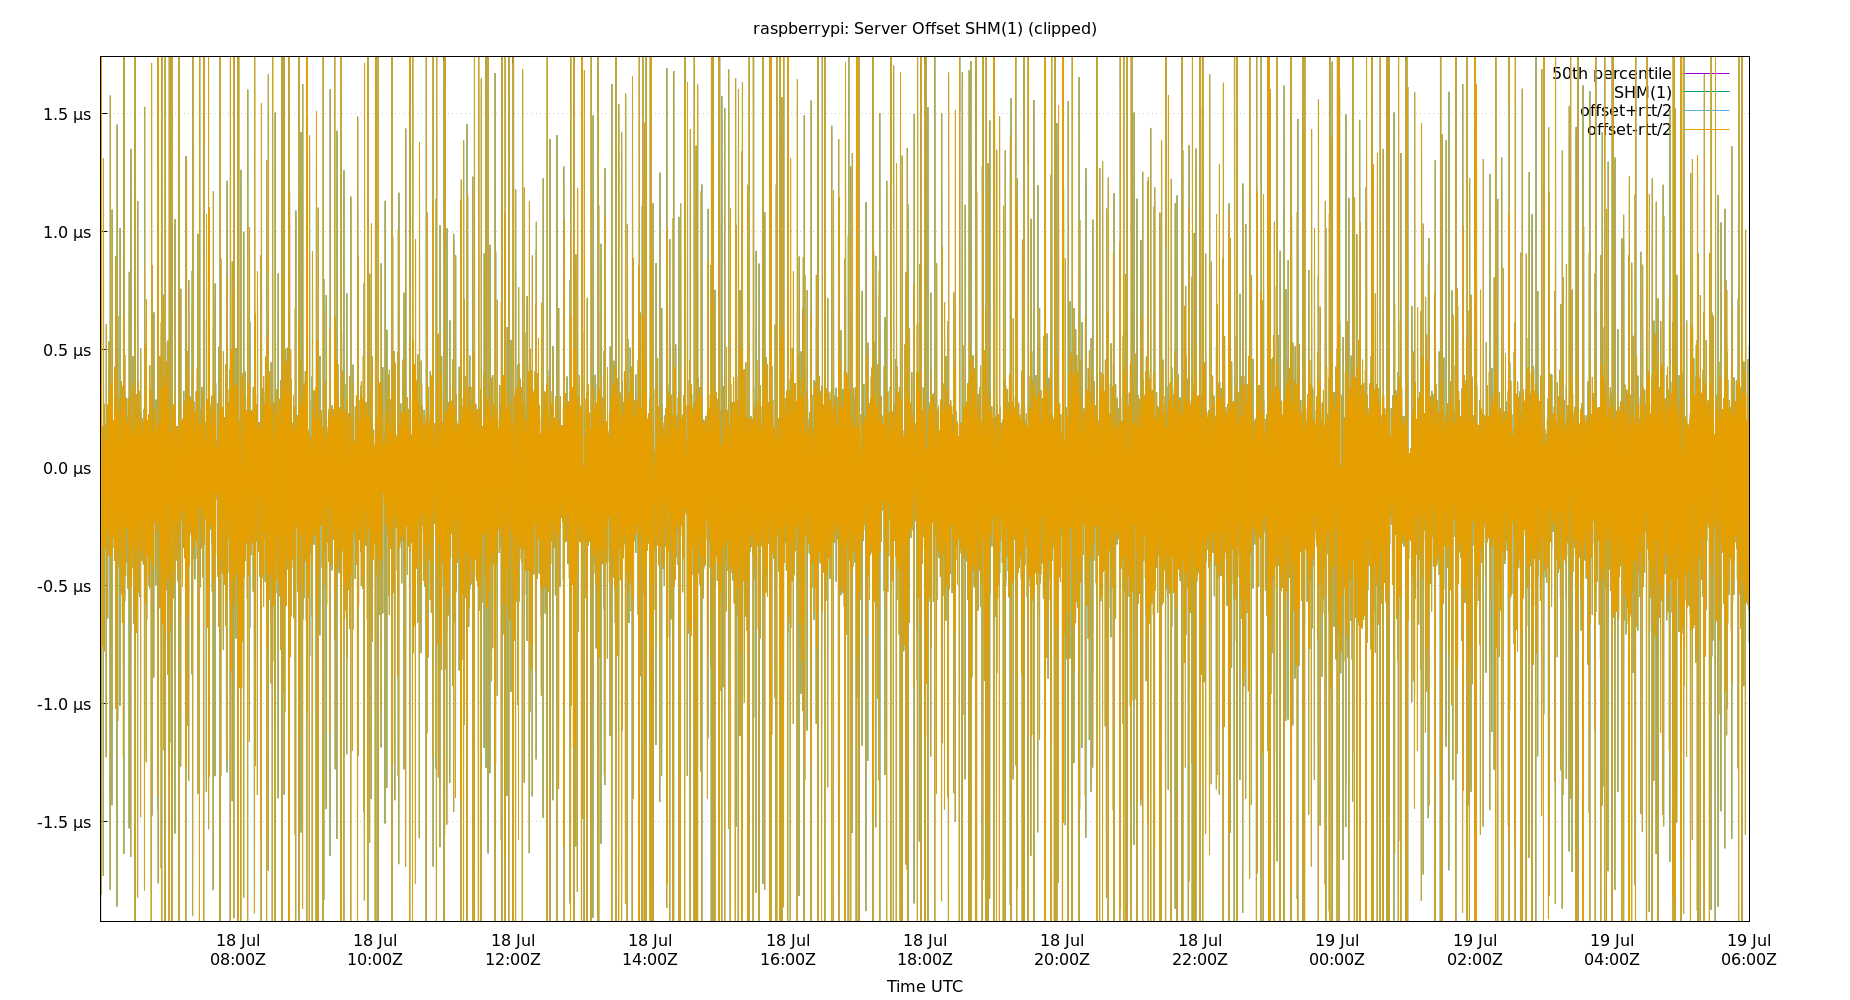 raspberrypi: Server Offset SHM(1) (clipped)
50th percentile
SHM(1)
offset+rtt/2
offset-rtt/2
1.5 µs
1.0 µs
0.5 µs
0.0 µs
-0.5 µs
-1.0 µs
-1.5 µs
18 Jul 18 Jul 18 Jul 18 Jul 18 Jul 18 Jul 18 Jul 18 Jul 19 Jul 19 Jul 19 Jul 19 Jul
08:00Z 10:00Z 12:00Z 14:00Z 16:00Z 18:00Z 20:00Z 22:00Z 00:00Z 02:00Z 04:00Z 06:00Z
Time UTC